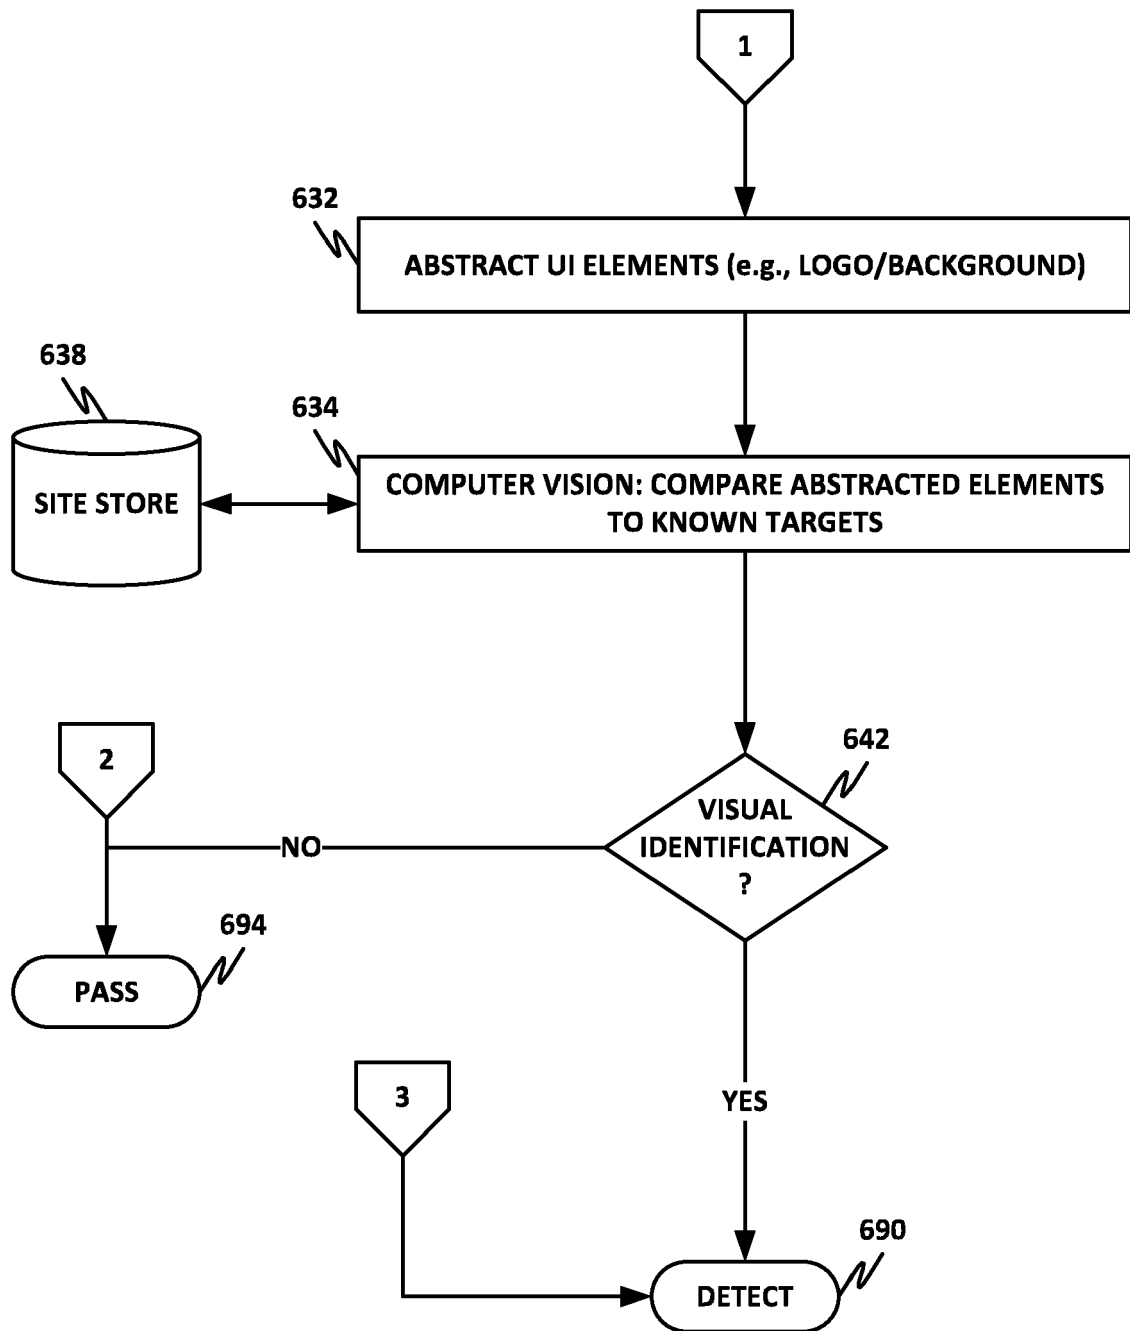 1
632
ABSTRACT UI ELEMENTS (e.g., LOGO/BACKGROUND)
638
634
SITE STORE
COMPUTER VISION: COMPARE ABSTRACTED ELEMENTS
TO KNOWN TARGETS
2
642
VISUAL
IDENTIFICATION
?
NO
694
PASS
3
YES
690
DETECT